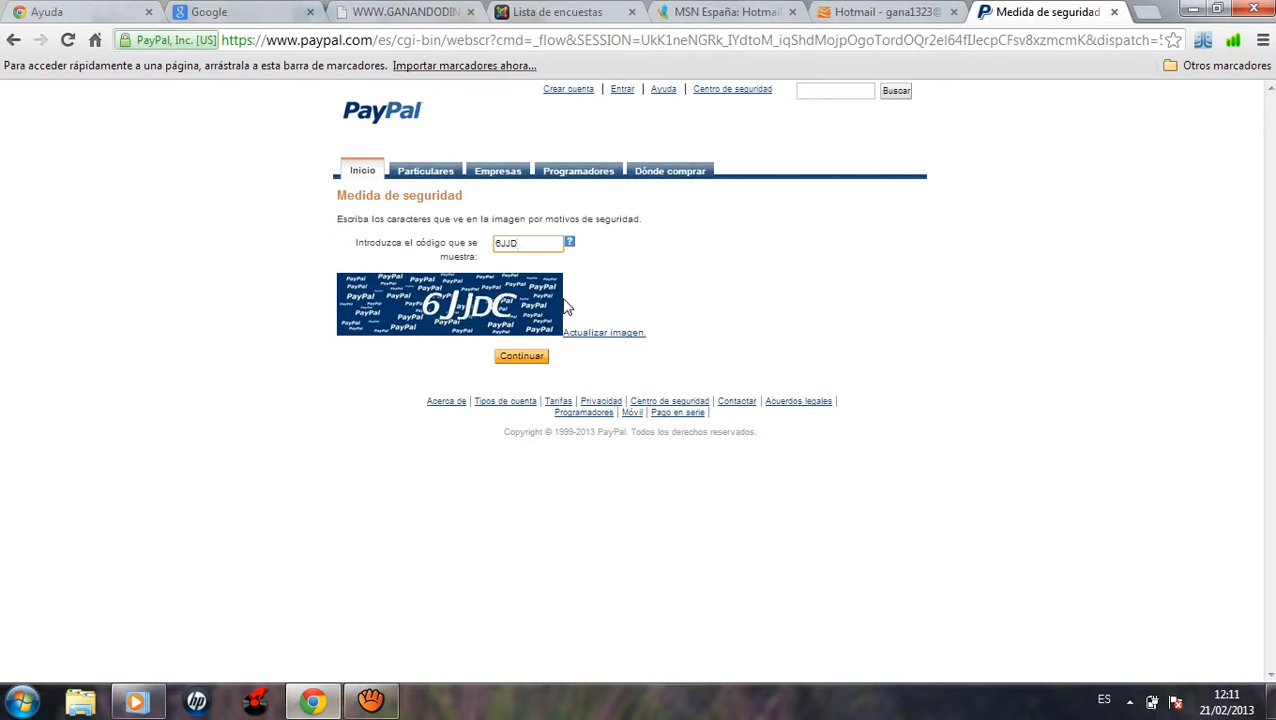 Ayuda
Google
WWW.GANANDODIN
Lista de encuestas
MSN España: Hotmai
Hotmail - gana1323@
Medida de seguridad
PayPal, Inc. [US]
https://www.paypal.com/es/cgi-bin/webscr?cmd=_flow&SESSION=
Para acceder rápidamente a una página, arrástrala a esta barra de marcadores. Importar marcadores ahora...
Otros marcadores
Crear cuenta | Entrar | Ayuda | Centro de seguridad
Buscar
PayPal
Inicio
Particulares
Empresas
Programadores
Dónde comprar
Medida de seguridad
Escriba los caracteres que ve en la imagen por motivos de seguridad.
Introduzca el código que se
muestra:
6JJD
?
6JJDC
Actualizar imagen.
Continuar
Acerca de | Tipos de cuenta | Tarifas | Privacidad | Centro de seguridad | Contactar | Acuerdos legales |
Programadores | Móvil | Pago en serie |
Copyright © 1999-2013 PayPal. Todos los derechos reservados.
hp
ES
12:11
21/02/2013